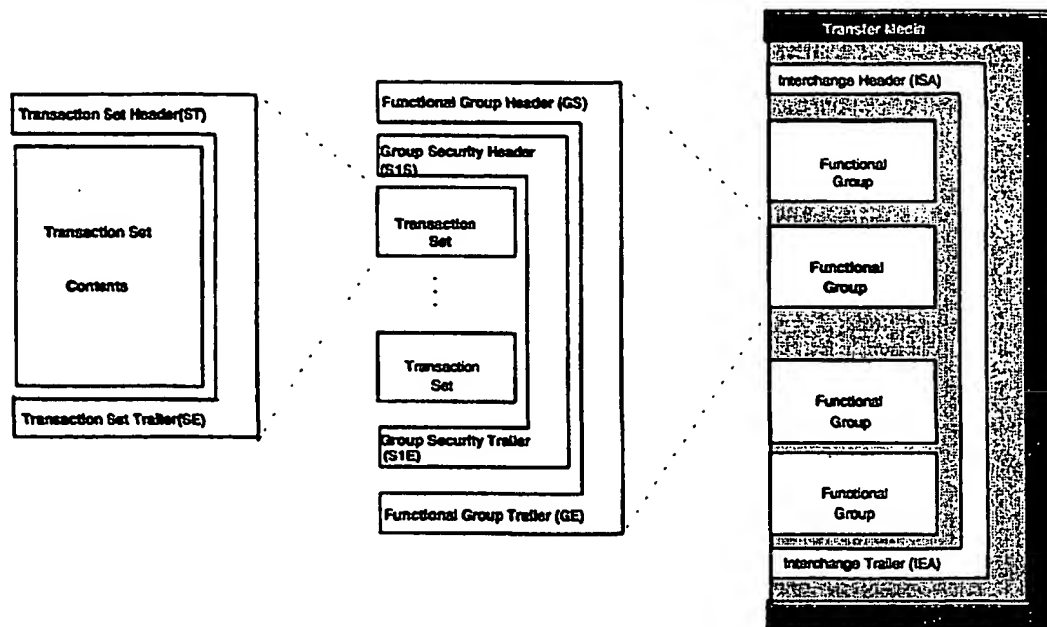 Transaction Set Header(ST)
Transaction Set
Contents
Transaction Set Trailer(SE)
Functional Group Header (GS)
Group Security Header
(S1S)
Transaction
Set
Transaction
Set
Group Security Trailer
(S1E)
Functional Group Trailer (GE)
Transfer Media
Interchange Header (ISA)
Functional
Group
Functional
Group
Functional
Group
Functional
Group
Interchange Trailer (IEA)